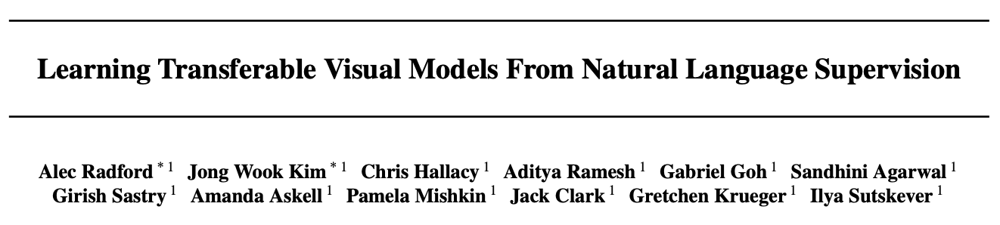 Learning Transferable Visual Models From Natural Language Supervision
Alec Radford * 1 Jong Wook Kim * 1 Chris Hallacy 1 Aditya Ramesh 1 Gabriel Goh 1 Sandhini Agarwal 1
Girish Sastry 1 Amanda Askell 1 Pamela Mishkin 1 Jack Clark 1 Gretchen Krueger 1 Ilya Sutskever 1